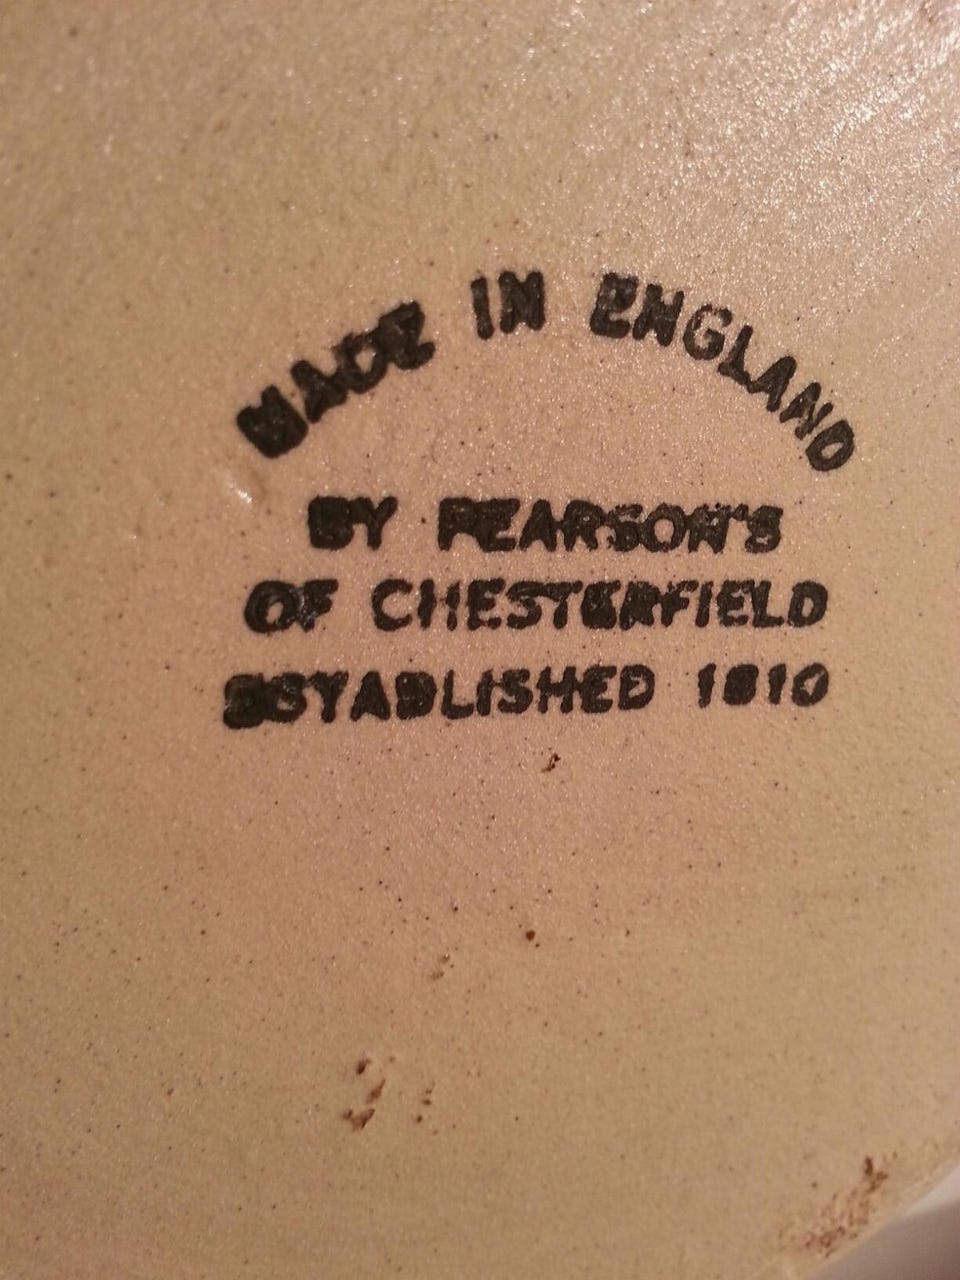 MADE IN ENGLAND
BY PEARSON'S
OF CHESTERFIELD
ESTABLISHED 1810